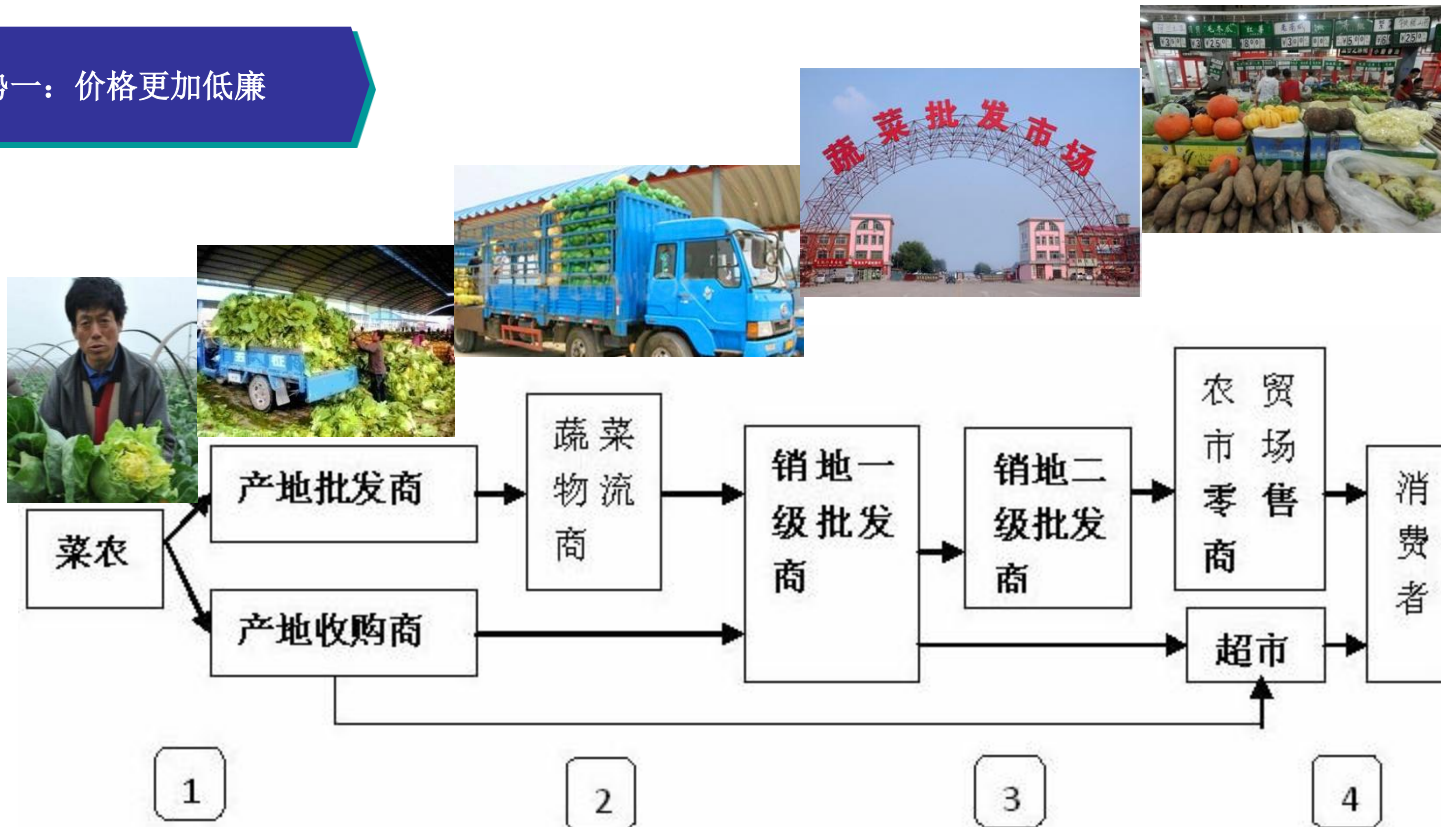 一：价格更加低廉
蔬菜批发市场
产地批发商
蔬菜
物流
商
销地一
级批发
商
销地二
级批发
商
农贸
市场
零售
商
消
费
者
菜农
产地收购商
超市
1
2
3
4